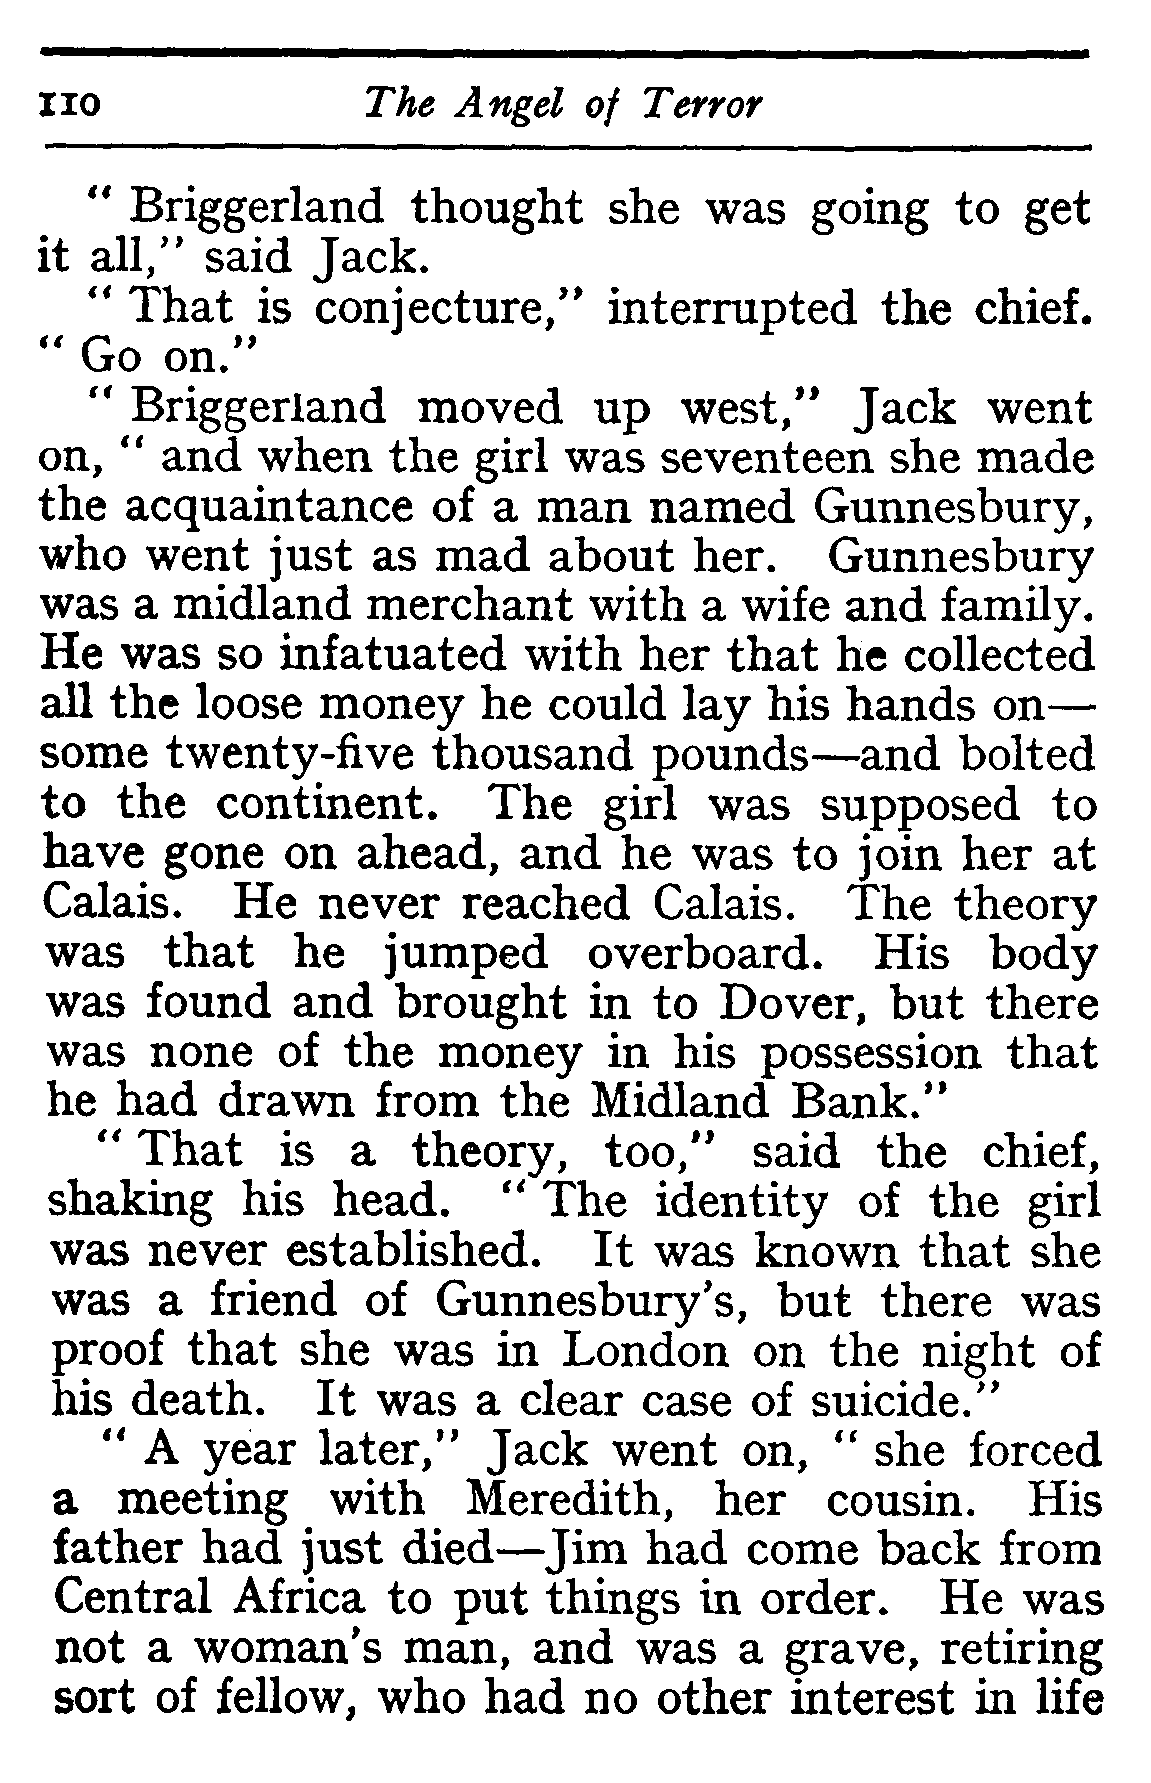 110 The Angel of Terror
“ Briggerland thought she was going to get
it all,” said Jack.
“ That is conjecture,” interrupted the chief.
“ Go on.”
“ Briggerland moved up west,” Jack went
on, “ and when the girl was seventeen she made
the acquaintance of a man named Gunnesbury,
who went just as mad about her. Gunnesbury
was a midland merchant with a wife and family.
He was so infatuated with her that he collected
all the loose money he could lay his hands on—
some twenty-five thousand pounds—and bolted
to the continent. The girl was supposed to
have gone on ahead, and he was to join her at
Calais. He never reached Calais. The theory
was that he jumped overboard. His body
was found and brought in to Dover, but there
was none of the money in his possession that
he had drawn from the Midland Bank.”
“ That is a theory, too,” said the chief,
shaking his head. “ The identity of the girl
was never established. It was known that she
was a friend of Gunnesbury’s, but there was
proof that she was in London on the night of
his death. It was a clear case of suicide.”
“ A year later,” Jack went on, “ she forced
a meeting with Meredith, her cousin. His
father had just died—Jim had come back from
Central Africa to put things in order. He was
not a woman’s man, and was a grave, retiring
sort of fellow, who had no other interest in life